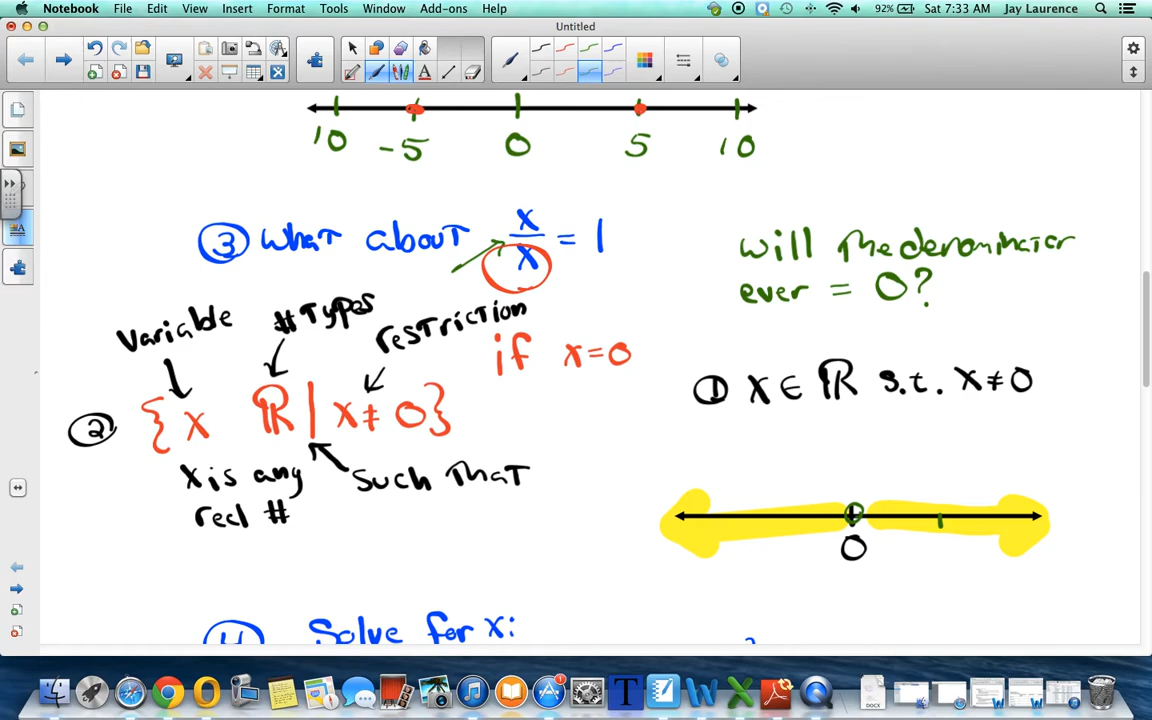 Notebook File Edit View Insert Format Tools Window Add-ons Help 92% Sat 7:33 AM Jay Laurence
Untitled
10 -5 0 5 10
③ What about x/x = 1
will the denominator
ever = 0?
variable
# Types
restriction
if x=0
① x ∈ ℝ s.t. x≠0
② {x ℝ | x≠0}
x is any
real #
such that
0
④ Solve for x: